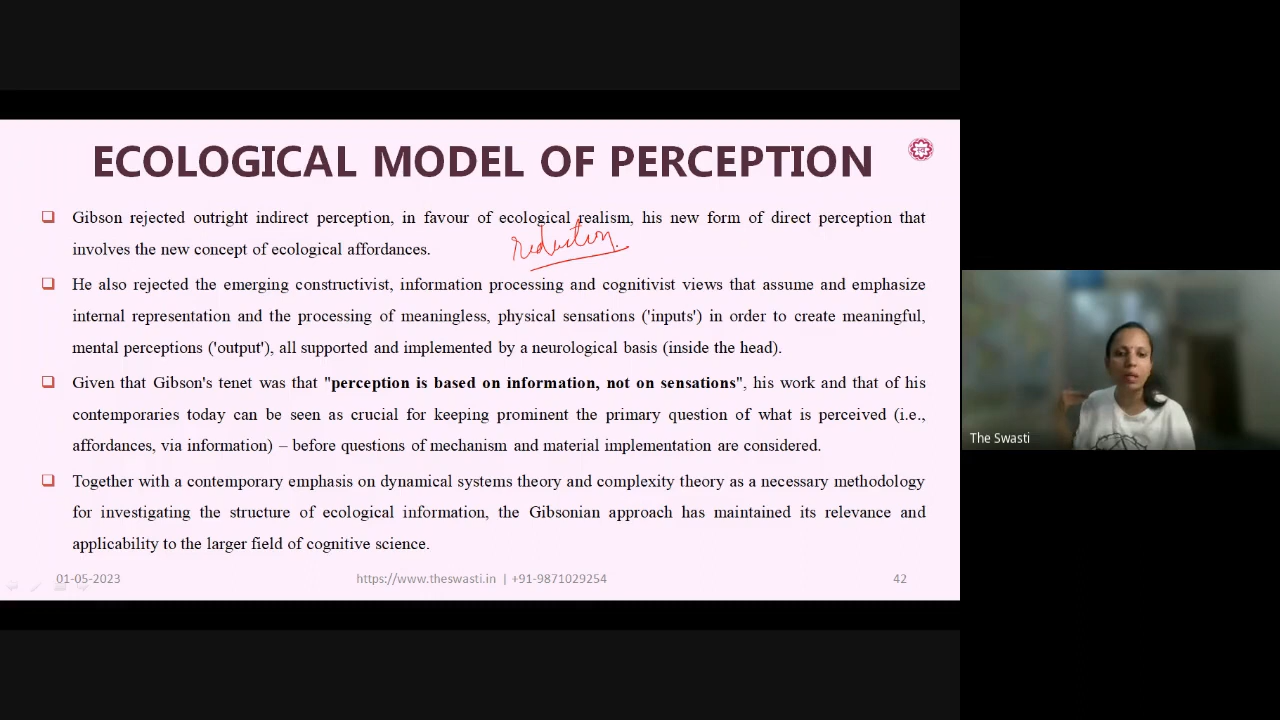 ECOLOGICAL MODEL OF PERCEPTION
Gibson rejected outright indirect perception, in favour of ecological realism, his new form of direct perception that
involves the new concept of ecological affordances.
reduction
He also rejected the emerging constructivist, information processing and cognitivist views that assume and emphasize
internal representation and the processing of meaningless, physical sensations ('inputs') in order to create meaningful,
mental perceptions ('output'), all supported and implemented by a neurological basis (inside the head).
Given that Gibson's tenet was that "perception is based on information, not on sensations", his work and that of his
contemporaries today can be seen as crucial for keeping prominent the primary question of what is perceived (i.e.,
affordances, via information) – before questions of mechanism and material implementation are considered.
Together with a contemporary emphasis on dynamical systems theory and complexity theory as a necessary methodology
for investigating the structure of ecological information, the Gibsonian approach has maintained its relevance and
applicability to the larger field of cognitive science.
01-05-2023 https://www.theswasti.in | +91-9871029254 42
The Swasti